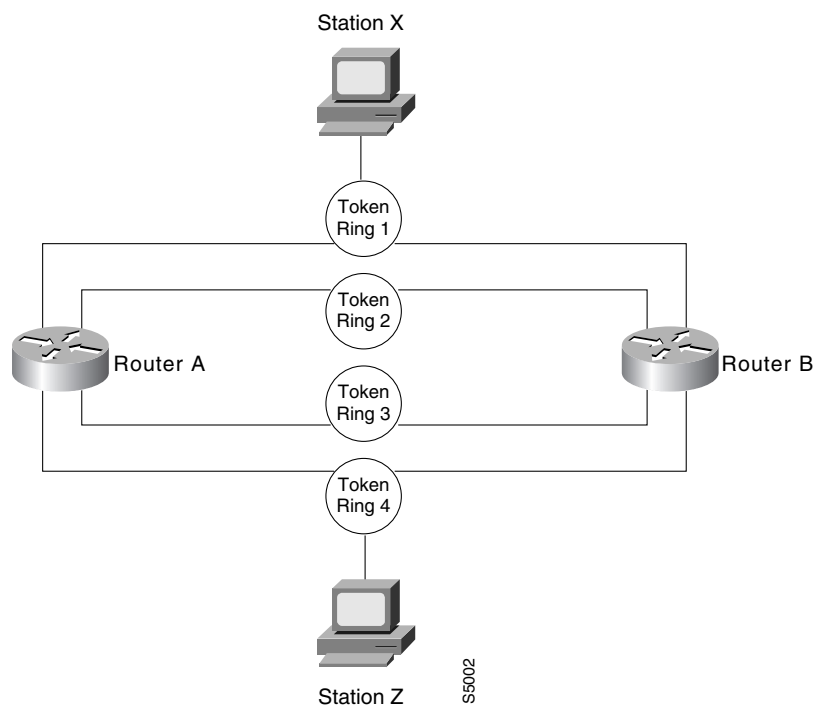 Station X
Token
Ring 1
Token
Ring 2
Router A
Router B
Token
Ring 3
Token
Ring 4
Station Z
S5002